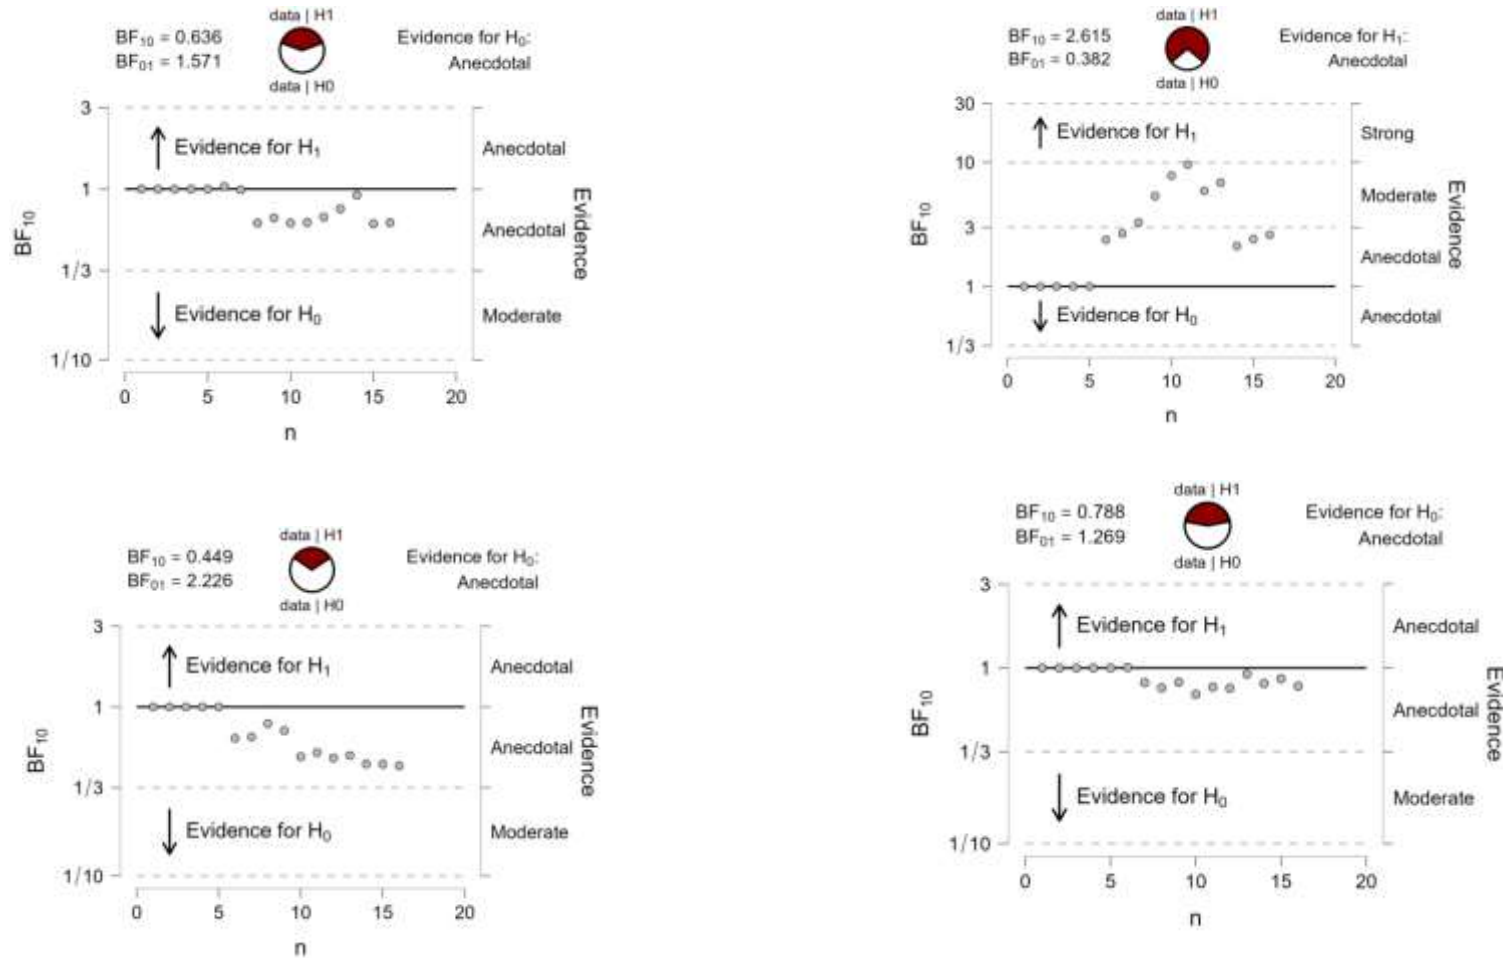 data | H1
BF₁₀ = 0.636
BF₀₁ = 1.571
Evidence for H₀:
Anecdotal
data | H0
3
1
1/3
1/10
BF₁₀
Evidence for H₁
Evidence for H₀
Anecdotal
Anecdotal
Moderate
Evidence
0 5 10 15 20
n
data | H1
BF₁₀ = 2.615
BF₀₁ = 0.382
Evidence for H₁:
Anecdotal
data | H0
30
10
3
1
1/3
BF₁₀
Evidence for H₁
Evidence for H₀
Strong
Moderate
Anecdotal
Anecdotal
Evidence
0 5 10 15 20
n
data | H1
BF₁₀ = 0.449
BF₀₁ = 2.226
Evidence for H₀:
Anecdotal
data | H0
3
1
1/3
1/10
BF₁₀
Evidence for H₁
Evidence for H₀
Anecdotal
Anecdotal
Moderate
Evidence
0 5 10 15 20
n
data | H1
BF₁₀ = 0.788
BF₀₁ = 1.269
Evidence for H₀:
Anecdotal
data | H0
3
1
1/3
1/10
BF₁₀
Evidence for H₁
Evidence for H₀
Anecdotal
Anecdotal
Moderate
Evidence
0 5 10 15 20
n